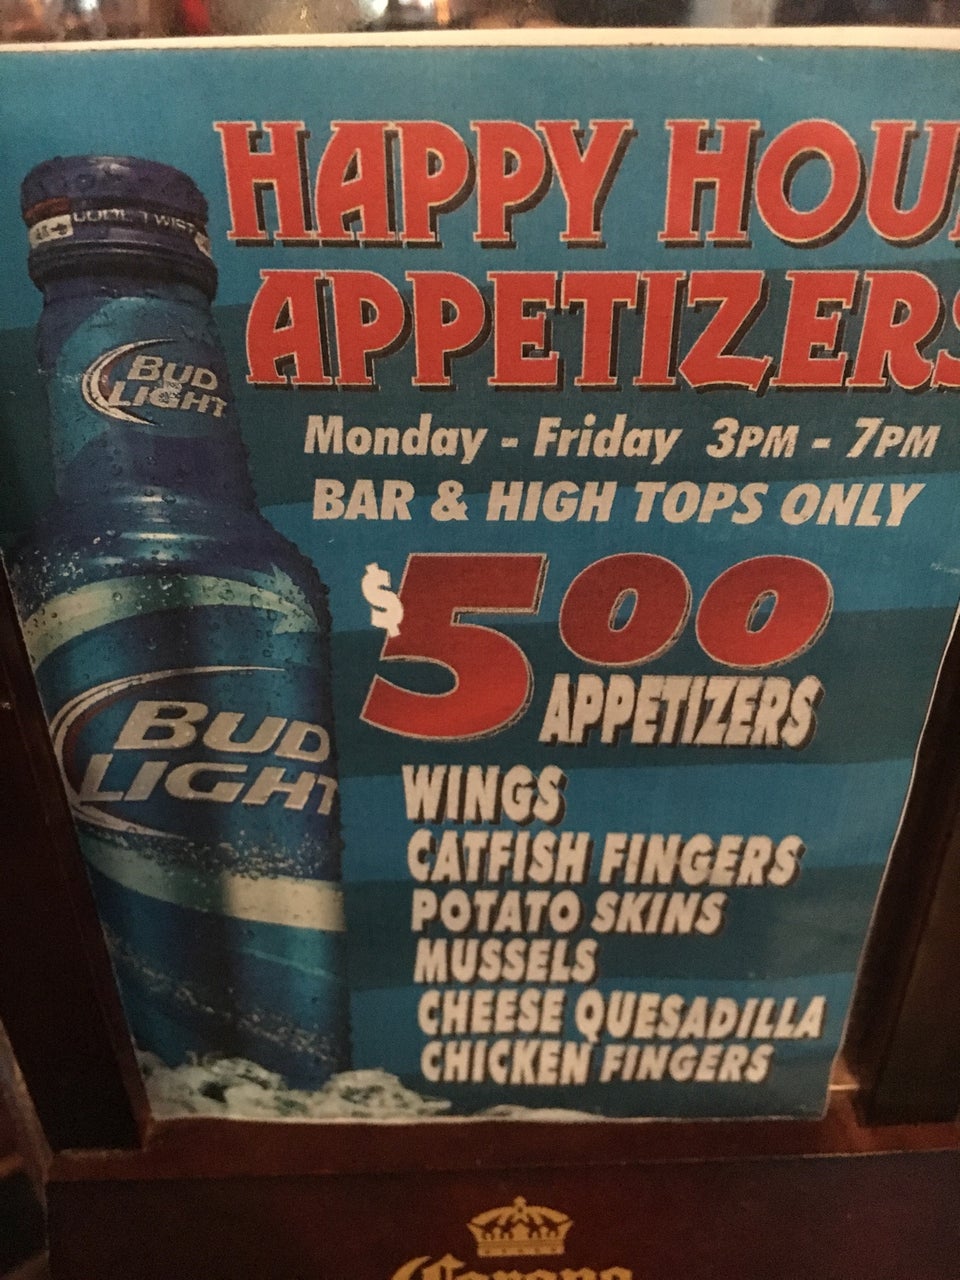 HAPPY HOU
APPETIZERS
Monday - Friday 3PM - 7PM
BAR & HIGH TOPS ONLY
$5.00
APPETIZERS
WINGS
CATFISH FINGERS
POTATO SKINS
MUSSELS
CHEESE QUESADILLA
CHICKEN FINGERS
BUD
LIGHT
BUD
LIGHT
Corona